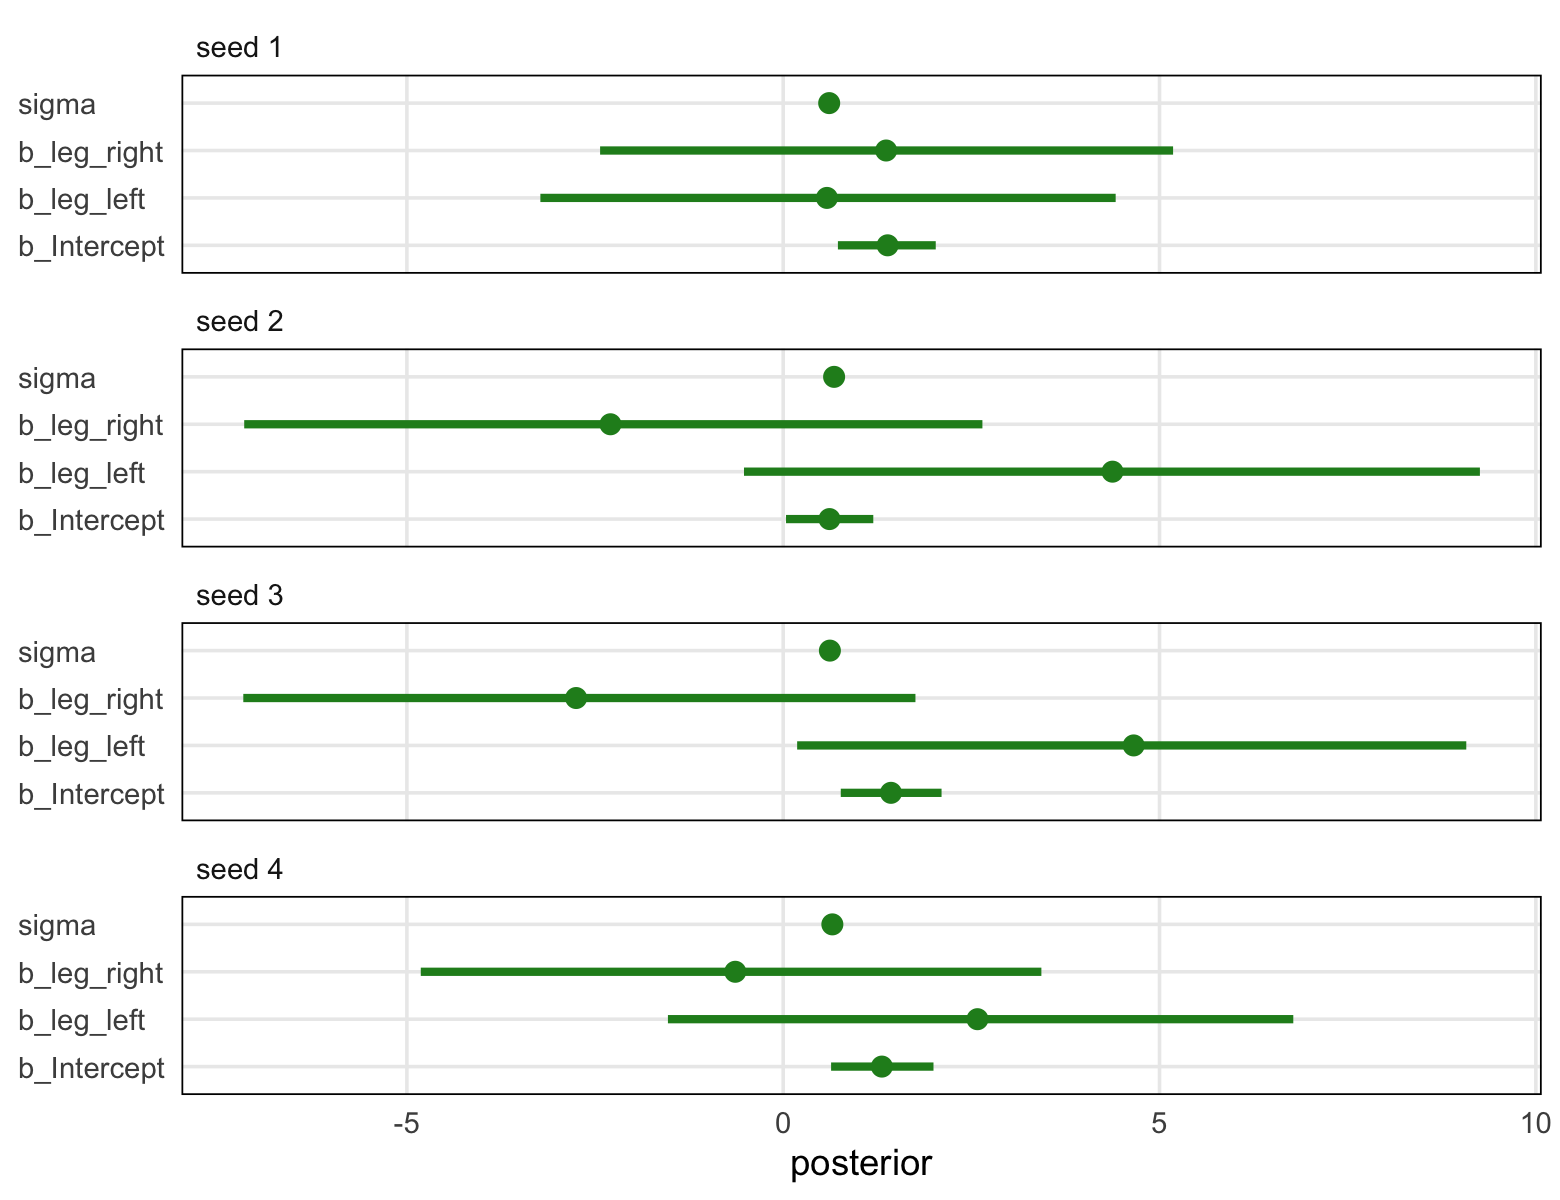 seed 1
sigma
b_leg_right
b_leg_left
b_Intercept
seed 2
sigma
b_leg_right
b_leg_left
b_Intercept
seed 3
sigma
b_leg_right
b_leg_left
b_Intercept
seed 4
sigma
b_leg_right
b_leg_left
b_Intercept
-5 0 5 10
posterior